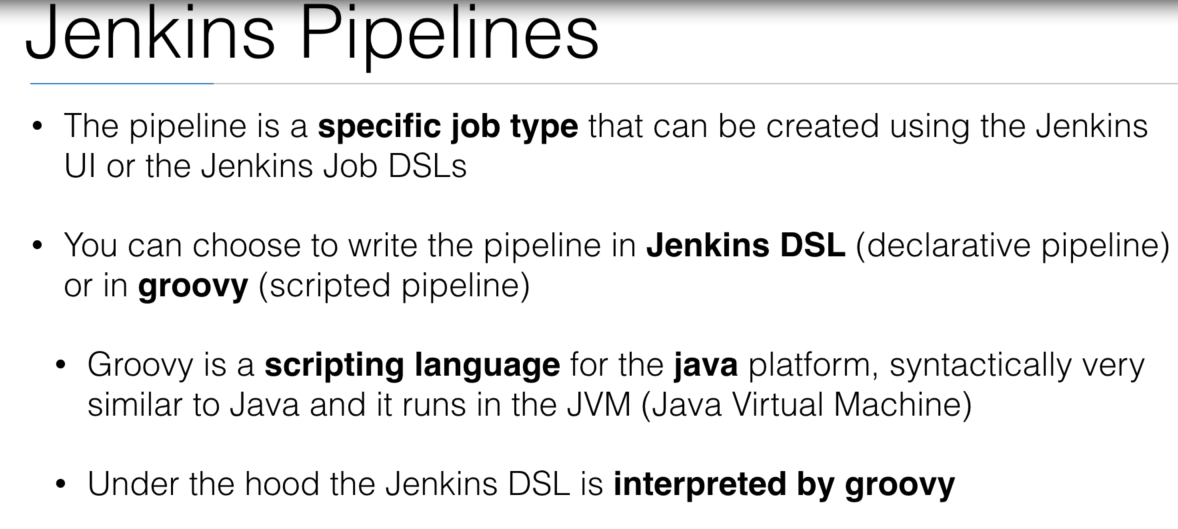 Jenkins Pipelines
• The pipeline is a specific job type that can be created using the Jenkins
UI or the Jenkins Job DSLs
• You can choose to write the pipeline in Jenkins DSL (declarative pipeline)
or in groovy (scripted pipeline)
• Groovy is a scripting language for the java platform, syntactically very
similar to Java and it runs in the JVM (Java Virtual Machine)
• Under the hood the Jenkins DSL is interpreted by groovy